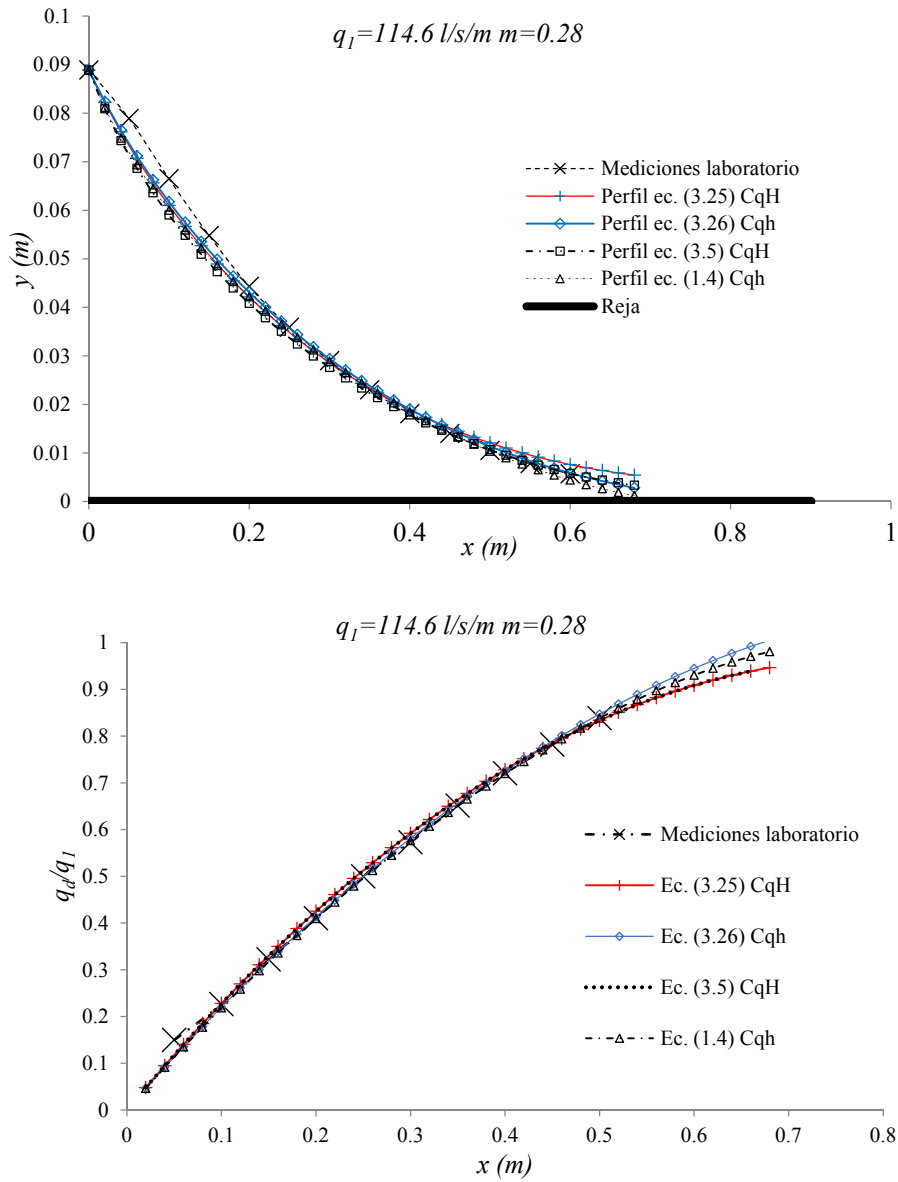 q1=114.6 l/s/m m=0.28
0.1
0.09
0.08
0.07
0.06
0.05
0.04
0.03
0.02
0.01
0
y (m)
Mediciones laboratorio
Perfil ec. (3.25) CqH
Perfil ec. (3.26) Cqh
Perfil ec. (3.5) CqH
Perfil ec. (1.4) Cqh
Reja
0 0.2 0.4 0.6 0.8 1
x (m)
q1=114.6 l/s/m m=0.28
1
0.9
0.8
0.7
0.6
0.5
0.4
0.3
0.2
0.1
0
qd/q1
Mediciones laboratorio
Ec. (3.25) CqH
Ec. (3.26) Cqh
Ec. (3.5) CqH
Ec. (1.4) Cqh
0 0.1 0.2 0.3 0.4 0.5 0.6 0.7 0.8
x (m)